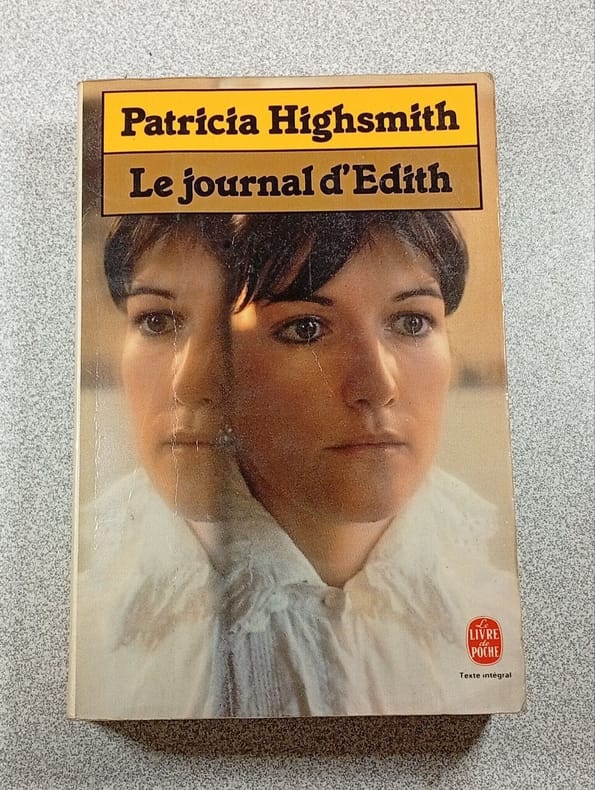 Patricia Highsmith
Le journal d'Edith
Le
LIVRE
de
POCHE
Texte intégral